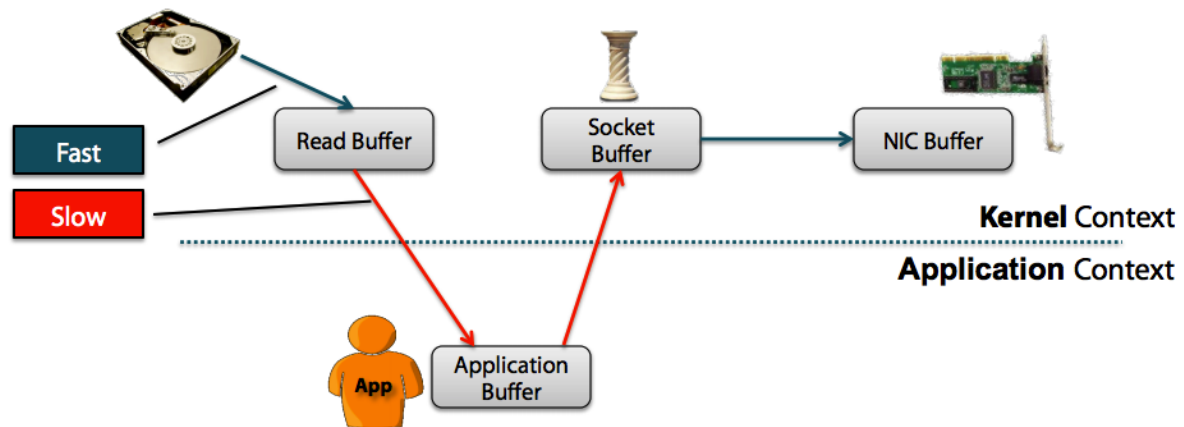 Fast
Slow
Read Buffer
Socket
Buffer
NIC Buffer
Kernel Context
Application Context
App
Application
Buffer